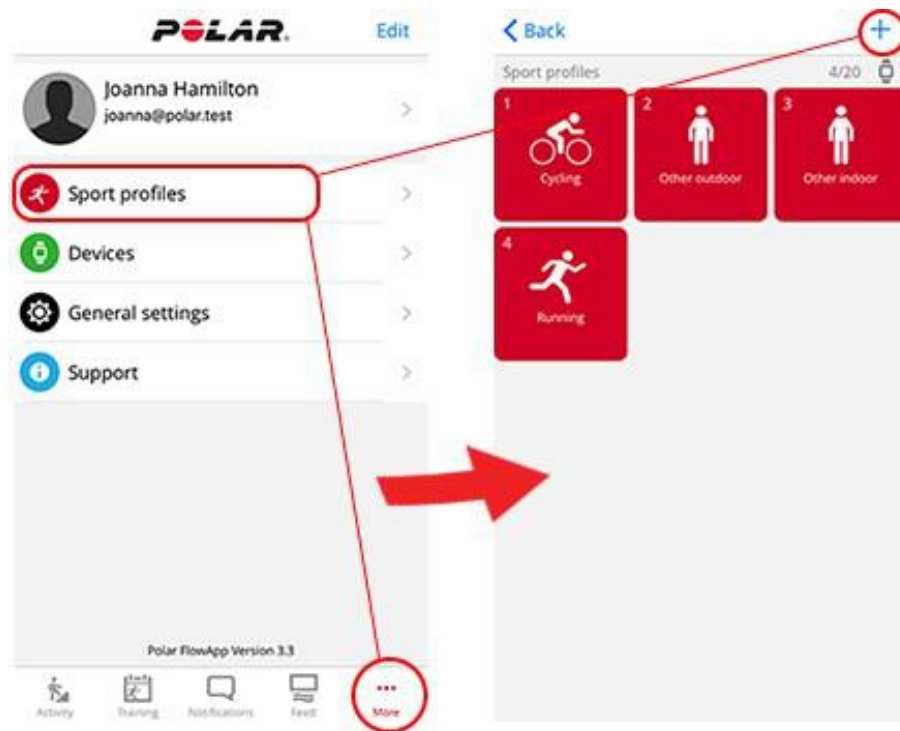 POLAR.
Edit
Joanna Hamilton
joanna@polar.test
Sport profiles
Devices
General settings
Support
Polar FlowApp Version 3.3
Activity
Training
Notifications
Feed
More
Back
Sport profiles
4/20
1
Cycling
2
Other outdoor
3
Other indoor
4
Running